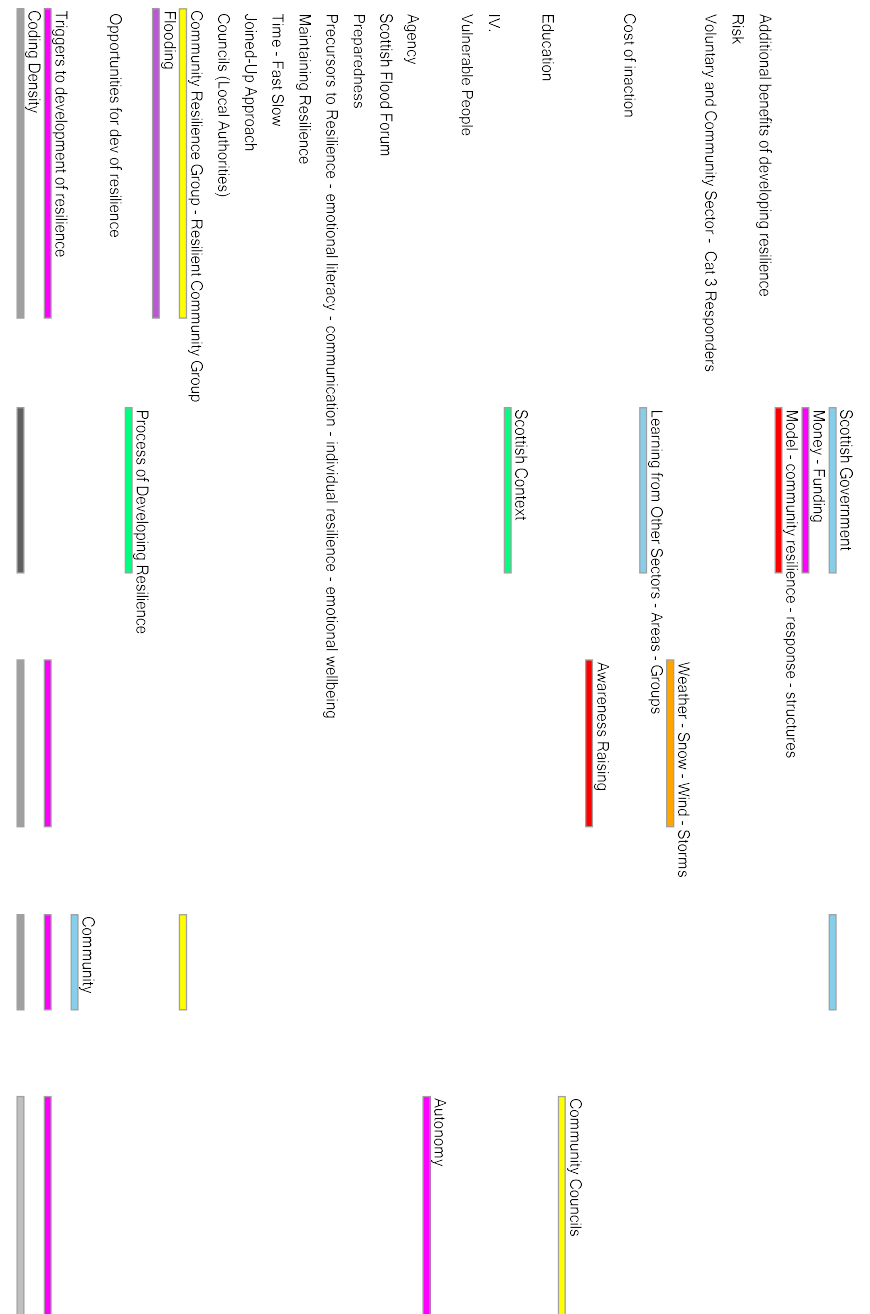 Scottish Government
Money - Funding
Model - community resilience - response - structures
Additional benefits of developing resilience
Risk
Voluntary and Community Sector - Cat 3 Responders
Weather - Snow - Wind - Storms
Learning from Other Sectors - Areas - Groups
Cost of inaction
Awareness Raising
Community Councils
Education
Scottish Context
IV.
Vulnerable People
Autonomy
Agency
Scottish Flood Forum
Preparedness
Precursors to Resilience - emotional literacy - communication - individual resilience - emotional wellbeing
Maintaining Resilience
Time - Fast Slow
Joined-Up Approach
Councils (Local Authorities)
Community Resilience Group - Resilient Community Group
Flooding
Process of Developing Resilience
Opportunities for dev of resilience
Community
Triggers to development of resilience
Coding Density